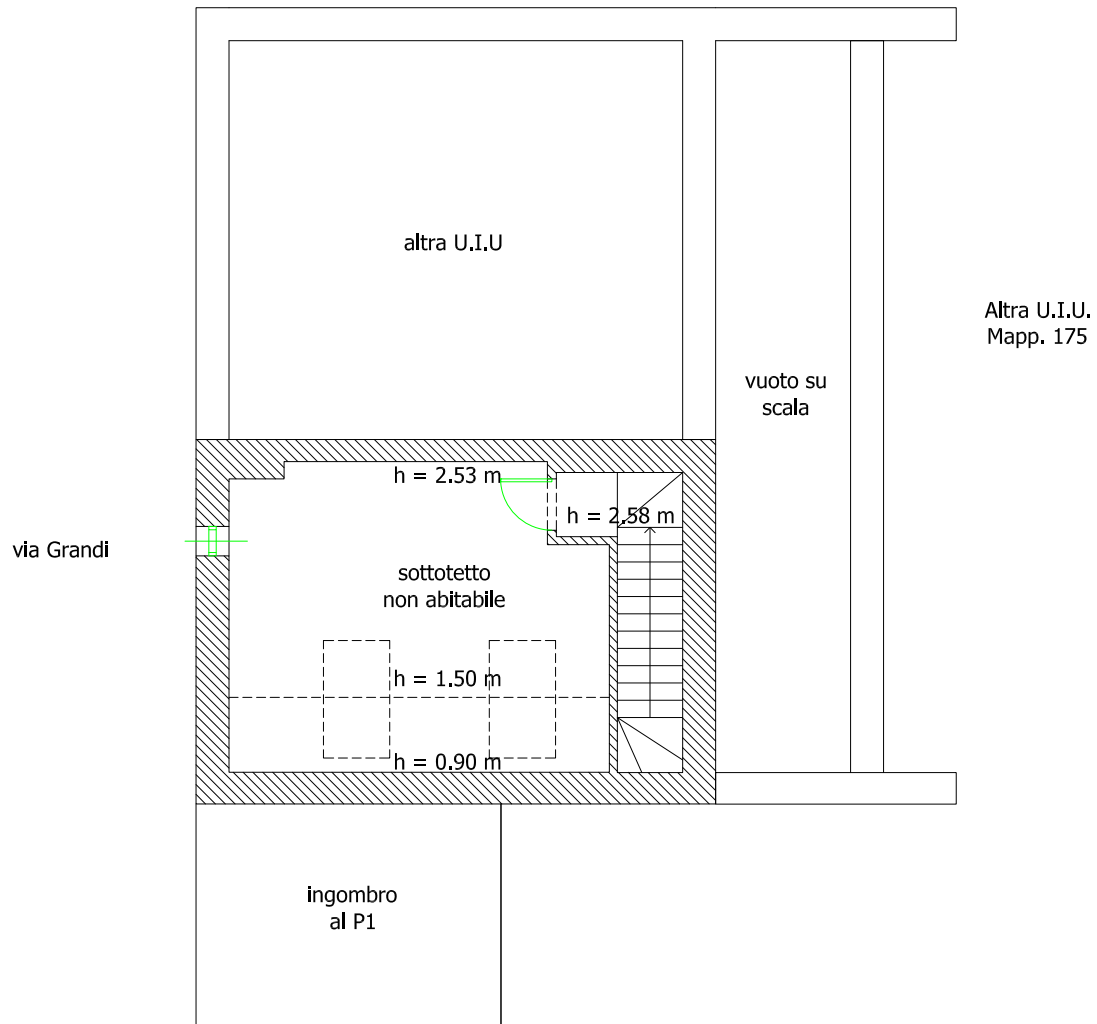 altra U.I.U
Altra U.I.U.
Mapp. 175
vuoto su
scala
h = 2.53 m
h = 2.58 m
via Grandi
sottotetto
non abitabile
h = 1.50 m
h = 0.90 m
ingombro
al P1